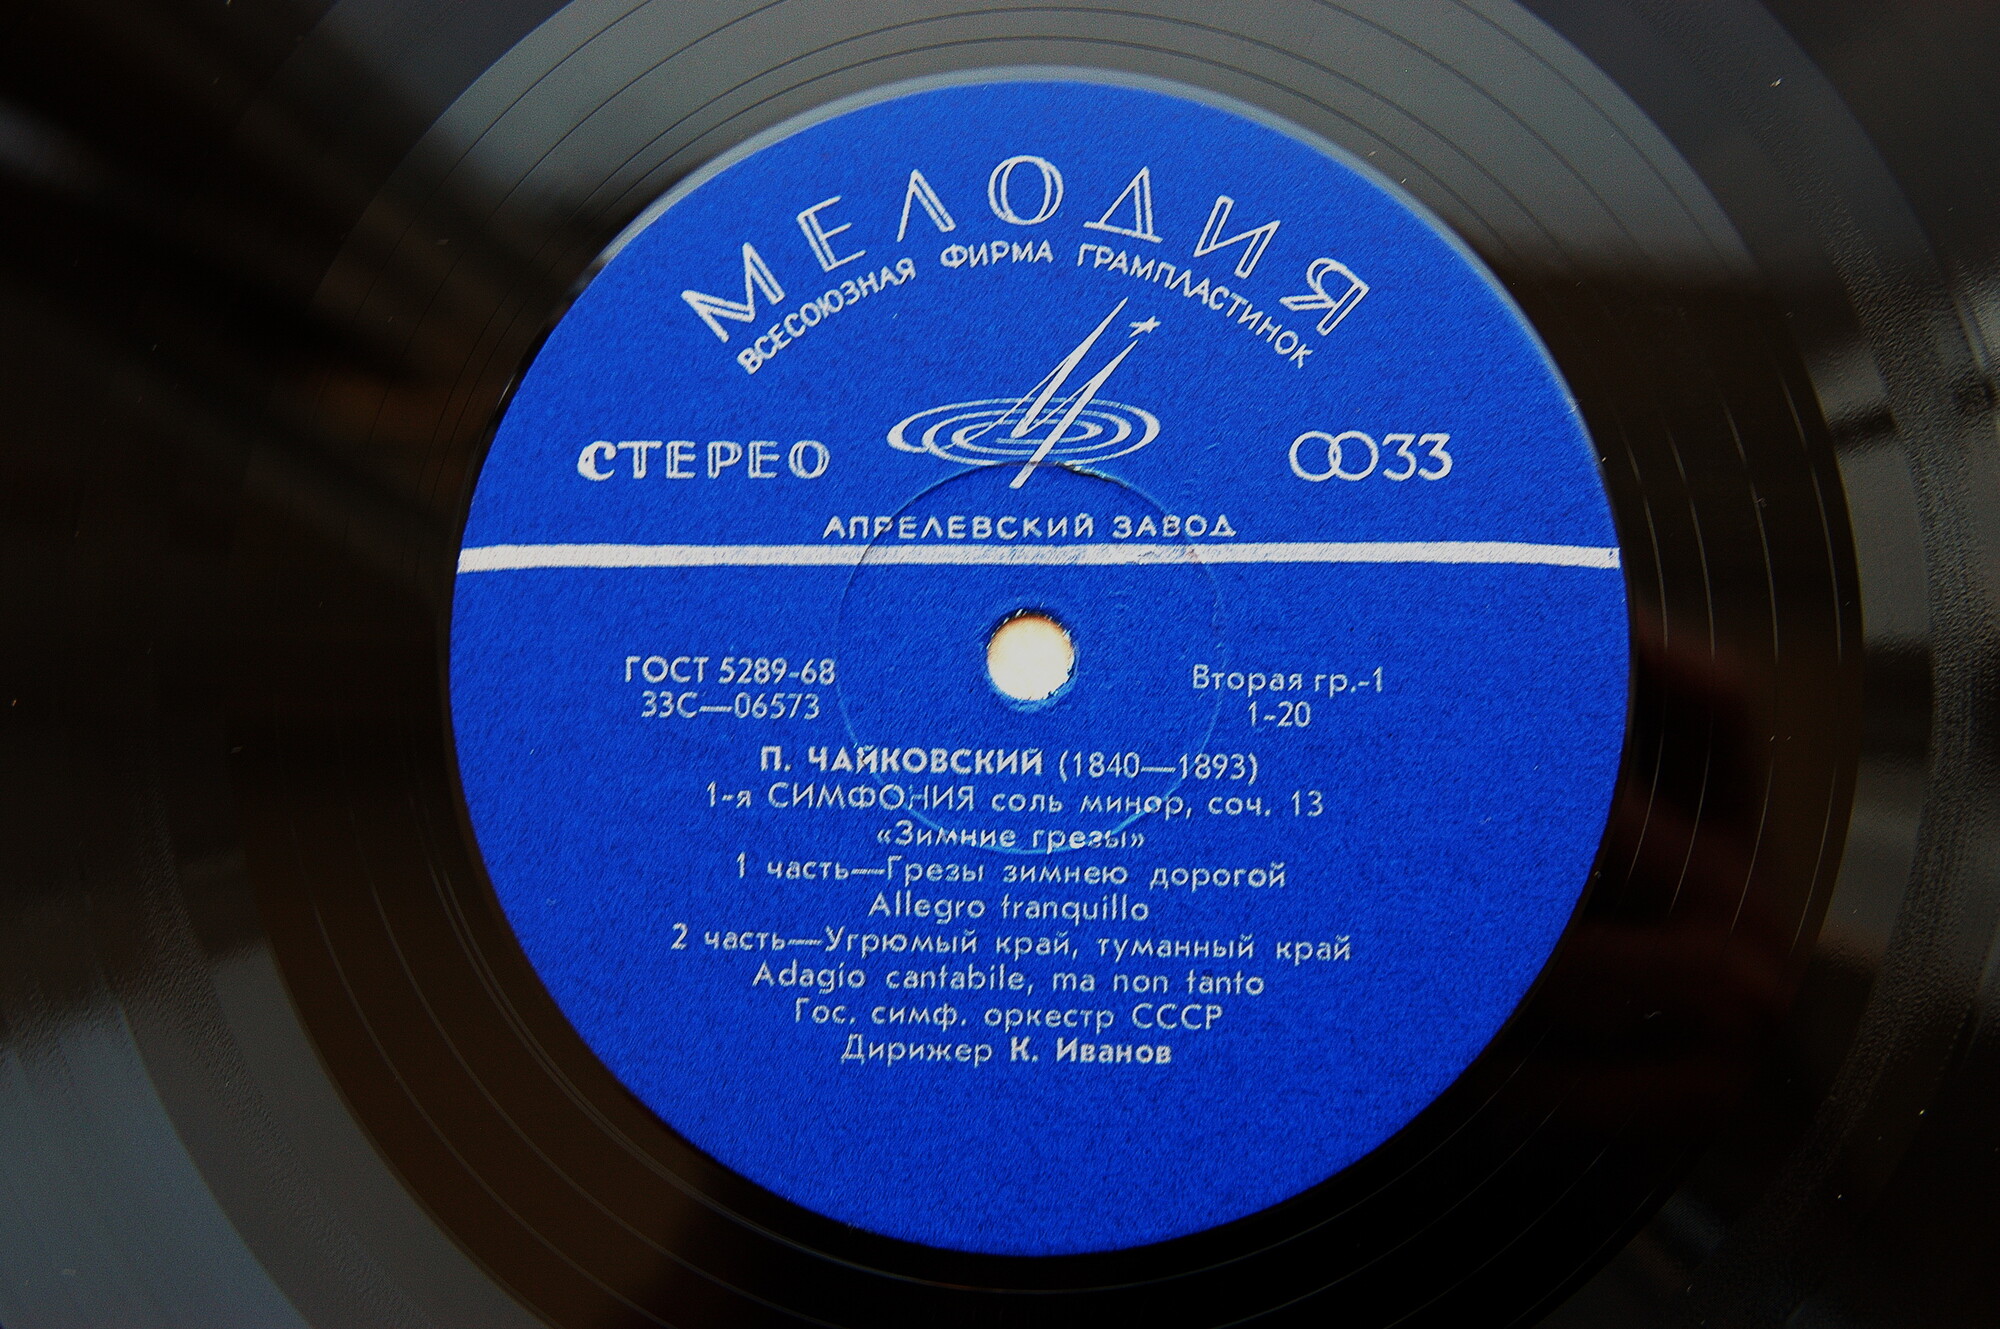 МЕЛОДИЯ
ВСЕСОЮЗНАЯ ФИРМА ГРАМПЛАСТИНОК
СТЕРЕО
33
АПРЕЛЕВСКИЙ ЗАВОД
ГОСТ 5289-68
33С—06573
Вторая гр.-1
1-20
П. ЧАЙКОВСКИЙ (1840—1893)
1-я СИМФОНИЯ соль минор, соч. 13
«Зимние грезы»
1 часть—Грезы зимнею дорогой
Allegro tranquillo
2 часть—Угрюмый край, туманный край
Adagio cantabile, ma non tanto
Гос. симф. оркестр СССР
Дирижер К. Иванов